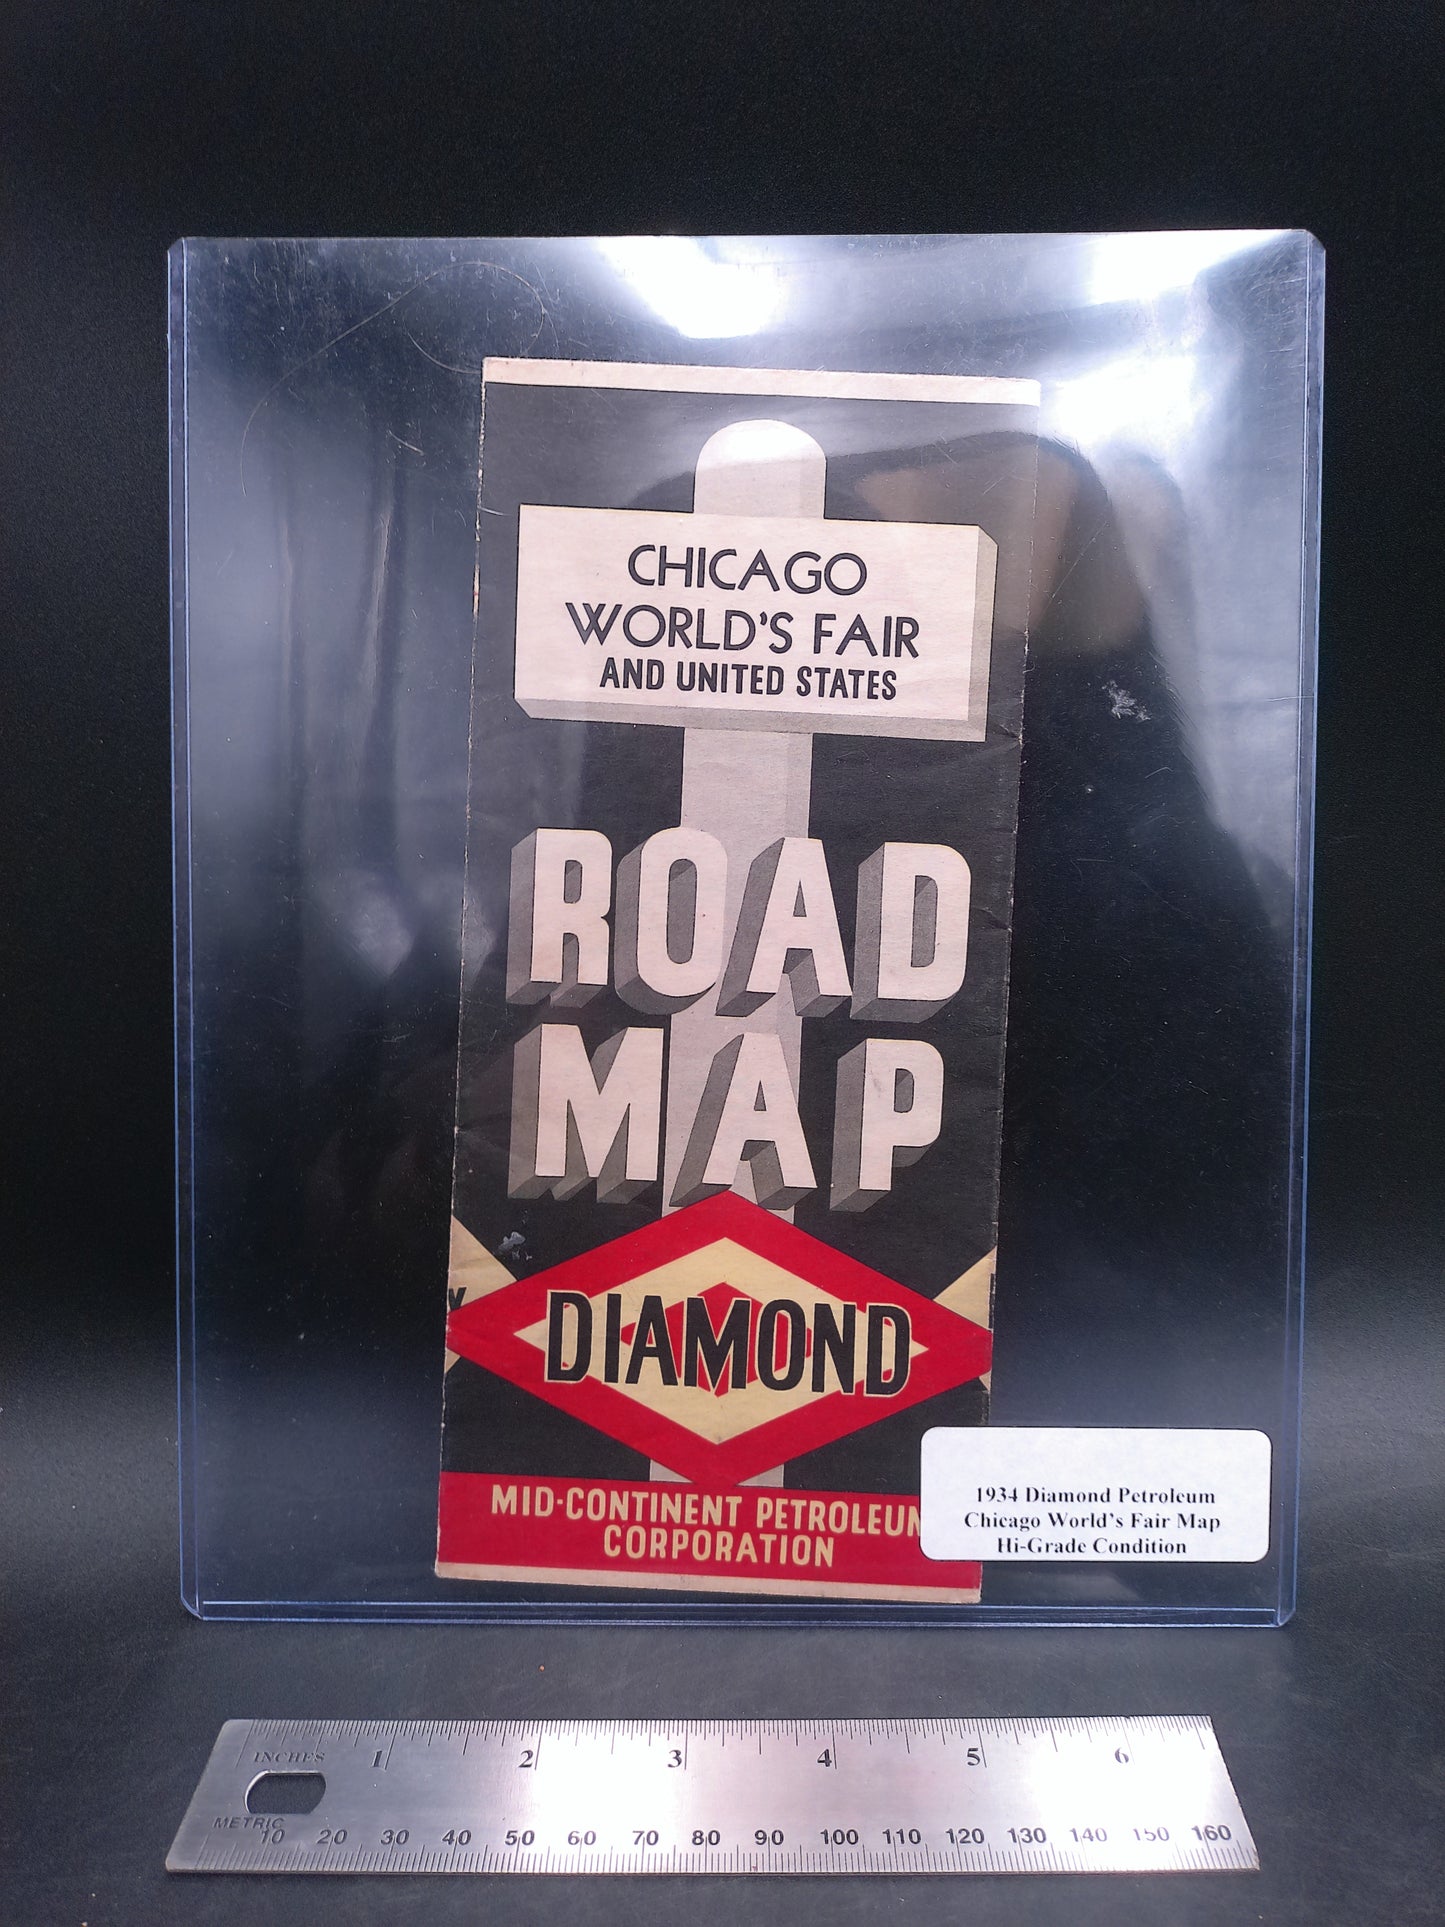 CHICAGO
WORLD'S FAIR
AND UNITED STATES
ROAD
MAP
DIAMOND
MID-CONTINENT PETROLEUM
CORPORATION
1934 Diamond Petroleum
Chicago World's Fair Map
Hi-Grade Condition
INCHES 1 2 3 4 5 6
METRIC
10 20 30 40 50 60 70 80 90 100 110 120 130 140 150 160